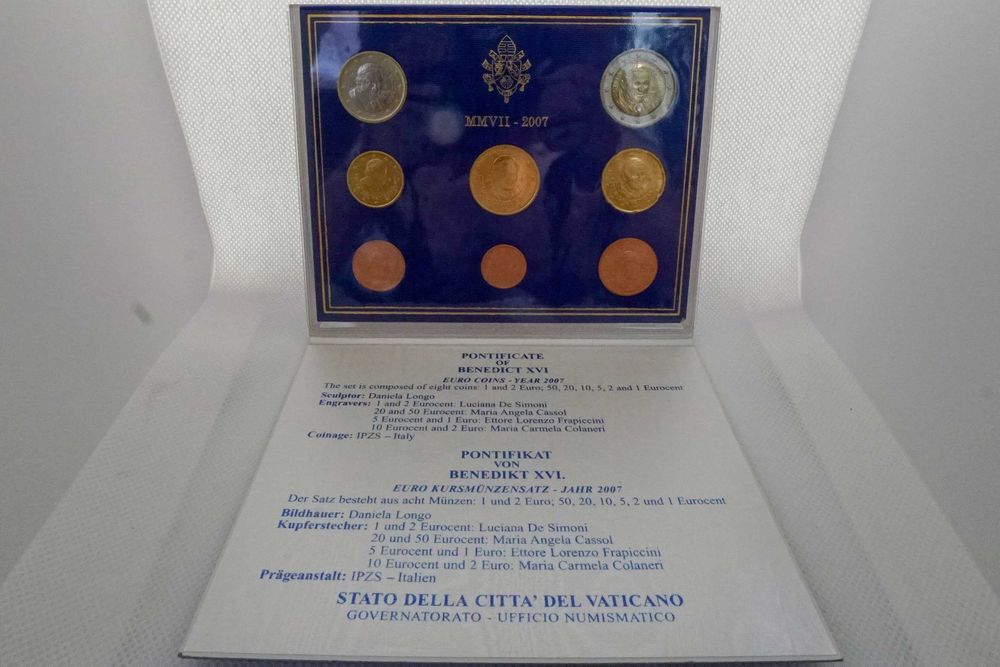 MMVII - 2007
PONTIFICATE
OF
BENEDICT XVI
EURO COINS - YEAR 2007
The set is composed of eight coins: 1 and 2 Euro; 50, 20, 10, 5, 2 and 1 Eurocent
Sculptor: Daniela Longo
Engravers: 1 and 2 Eurocent: Luciana De Simoni
20 and 50 Eurocent: Maria Angela Cassol
5 Eurocent and 1 Euro: Ettore Lorenzo Frapiccini
10 Eurocent and 2 Euro: Maria Carmela Colaneri
Coinage: IPZS – Italy
PONTIFIKAT
VON
BENEDIKT XVI.
EURO KURSMÜNZENSATZ - JAHR 2007
Der Satz besteht aus acht Münzen: 1 und 2 Euro; 50, 20, 10, 5, 2 und 1 Eurocent
Bildhauer: Daniela Longo
Kupferstecher: 1 und 2 Eurocent: Luciana De Simoni
20 und 50 Eurocent: Maria Angela Cassol
5 Eurocent und 1 Euro: Ettore Lorenzo Frapiccini
10 Eurocent und 2 Euro: Maria Carmela Colaneri
Prägeanstalt: IPZS – Italien
STATO DELLA CITTA' DEL VATICANO
GOVERNATORATO - UFFICIO NUMISMATICO